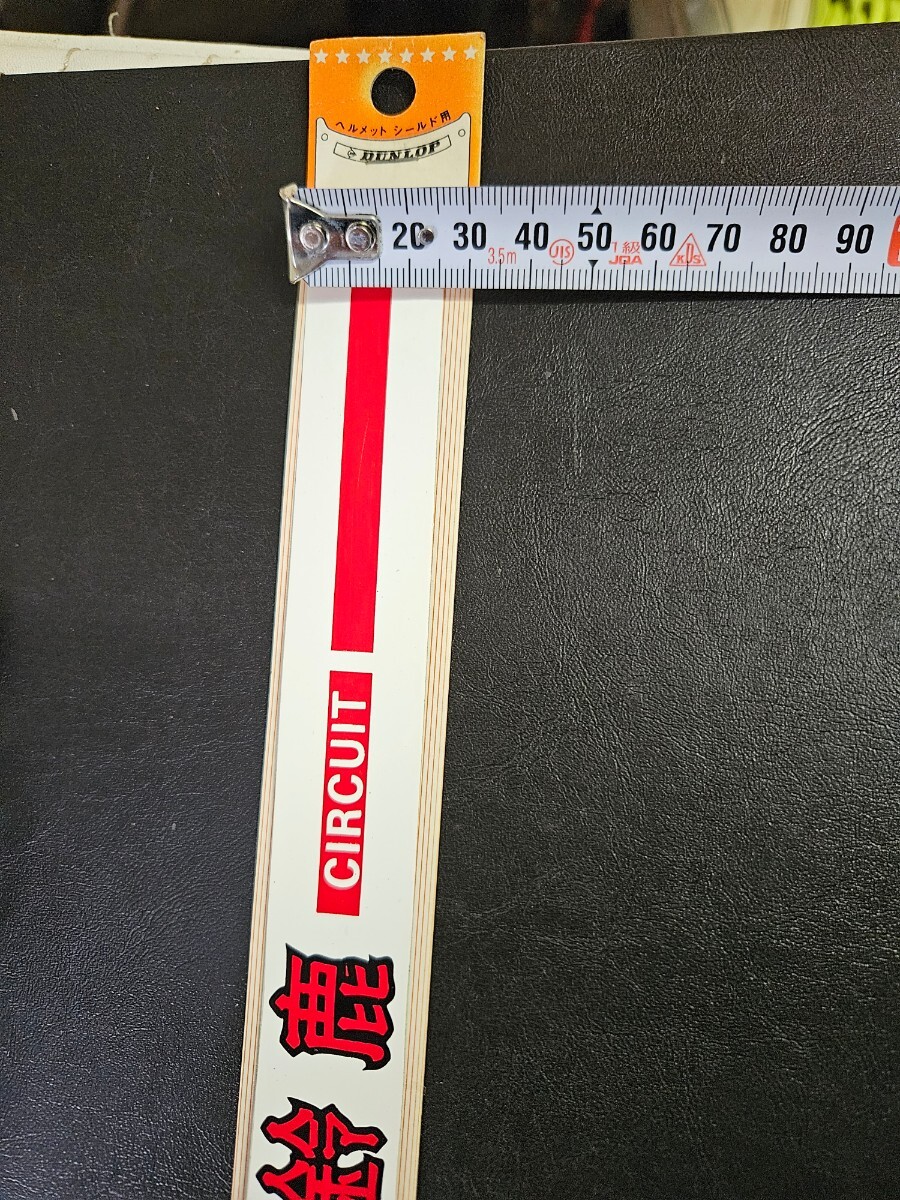 ヘルメット シールド用
DUNLOP
20 30 40 50 60 70 80 90
3.5m JIS 1級 JQA KDS
CIRCUIT
鈴鹿